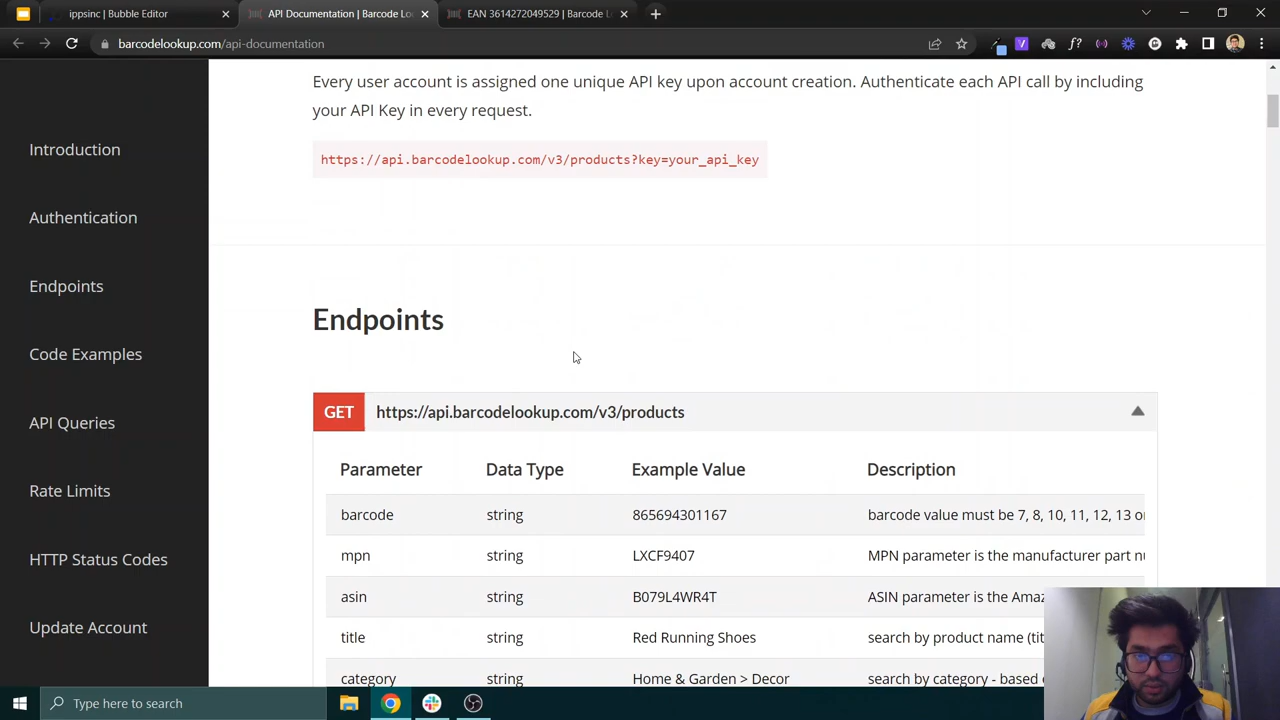 ippsinc | Bubble Editor
API Documentation | Barcode Lo
EAN 3614272049529 | Barcode L
barcodelookup.com/api-documentation
Introduction
Authentication
Endpoints
Code Examples
API Queries
Rate Limits
HTTP Status Codes
Update Account
Every user account is assigned one unique API key upon account creation. Authenticate each API call by including
your API Key in every request.
https://api.barcodelookup.com/v3/products?key=your_api_key
Endpoints
GET https://api.barcodelookup.com/v3/products
Parameter Data Type Example Value Description
barcode string 865694301167 barcode value must be 7, 8, 10, 11, 12, 13 or
mpn string LXCF9407 MPN parameter is the manufacturer part nu
asin string B079L4WR4T ASIN parameter is the Amaz
title string Red Running Shoes search by product name (tit
category string Home & Garden > Decor search by category - based o
Type here to search